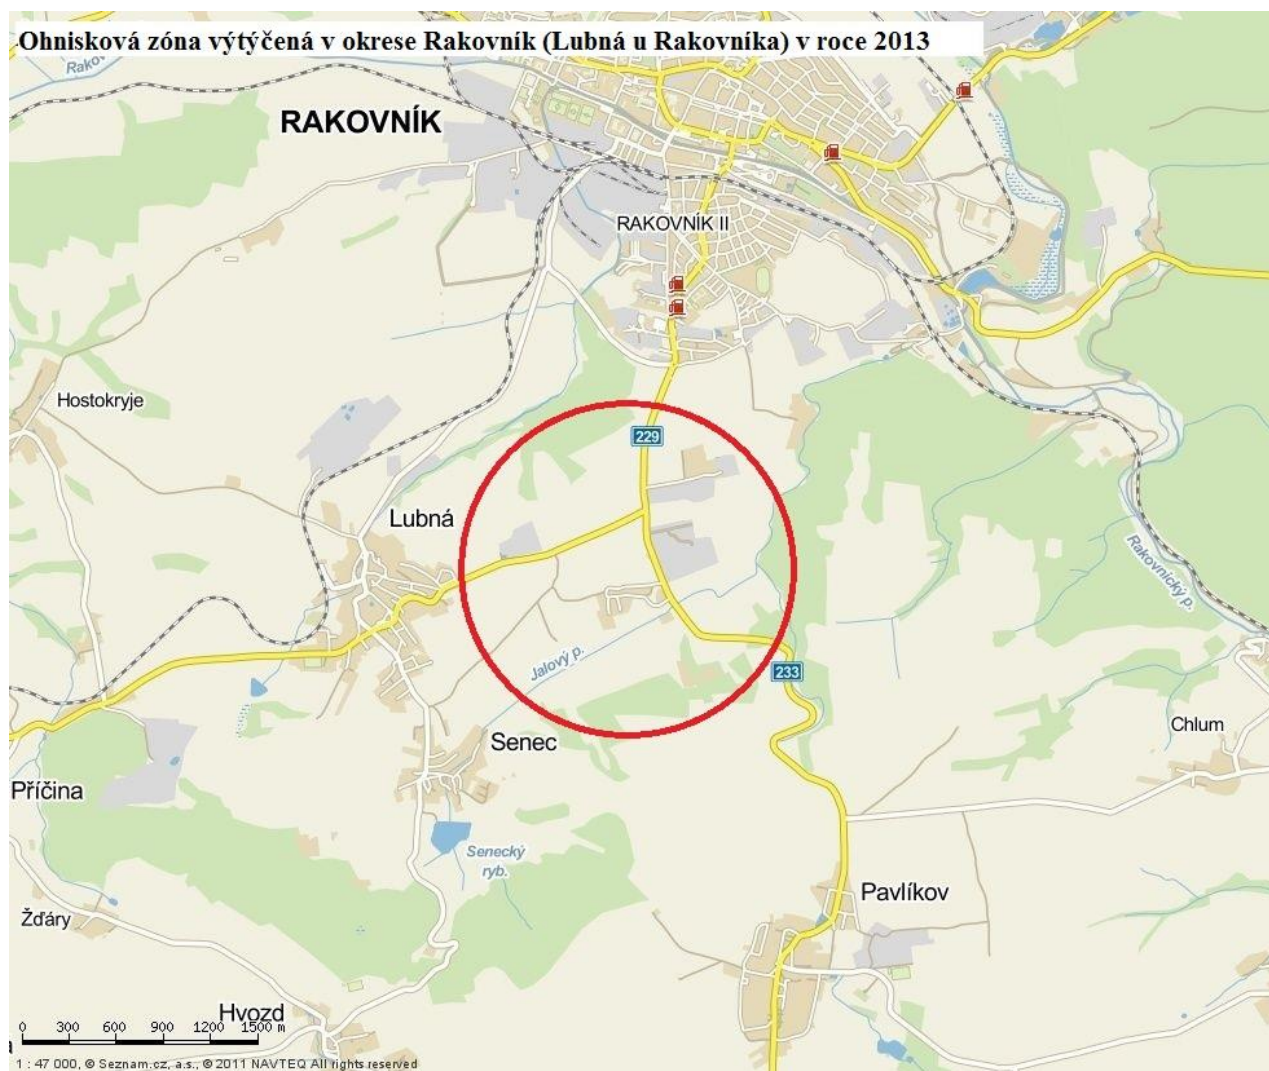 Ohnisková zóna výtýčená v okrese Rakovník (Lubná u Rakovníka) v roce 2013
RAKOVNÍK
RAKOVNÍK II
Hostokryje
229
Lubná
Rakovnický p.
Jalový p.
233
Senec
Chlum
Příčina
Senecký
ryb.
Pavlíkov
Žďáry
Hvozd
0 300 600 900 1200 1500 m
1 : 47 000, © Seznam.cz, a.s., © 2011 NAVTEQ All rights reserved